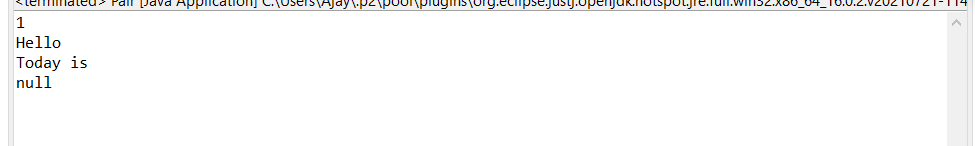 <terminated> Pair [Java Application] C:\Users\Ajay\.p2\pool\plugins\org.eclipse.justj.openjdk.hotspot.jre.full.win32.x86_64_16.0.2.v20210721-114
1
Hello
Today is
null